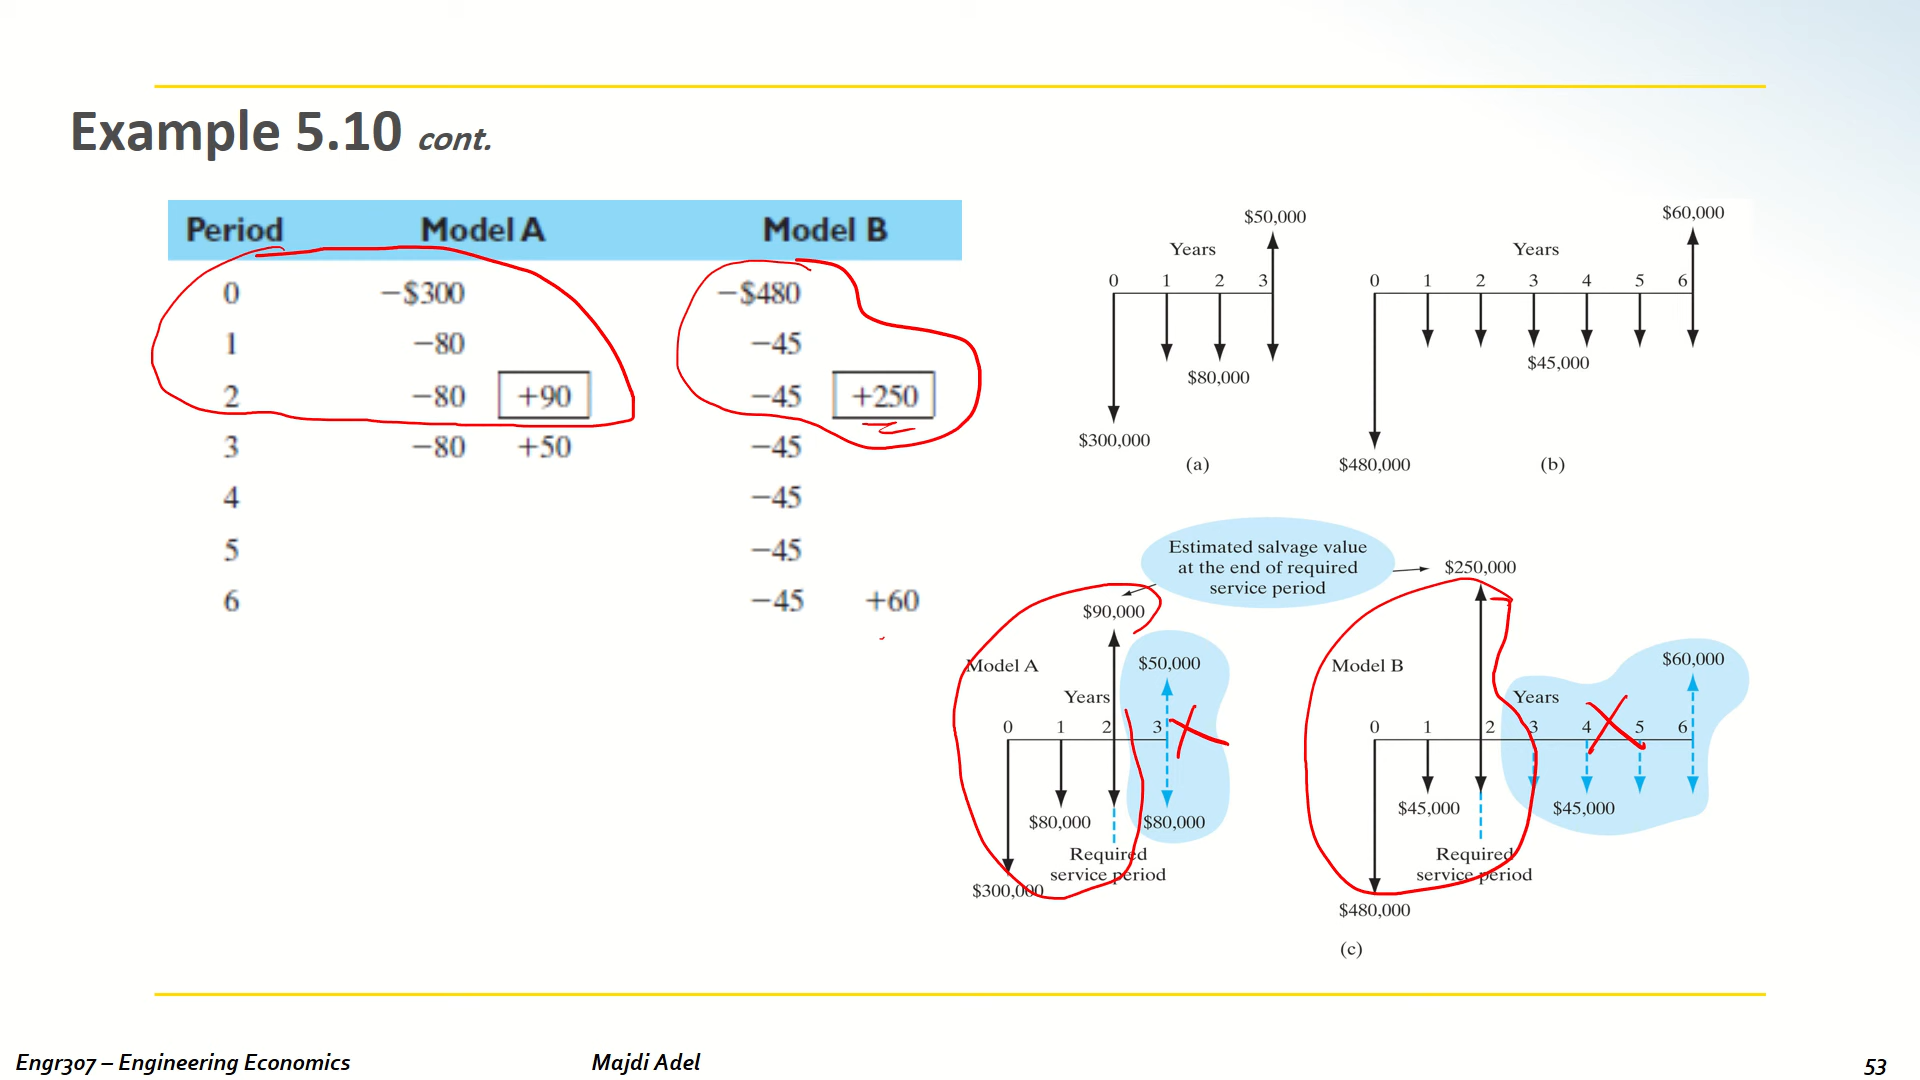 Example 5.10 cont.
Period Model A Model B
0 −$300 −$480
1 −80 −45
2 −80 +90 −45 +250
3 −80 +50 −45
4 −45
5 −45
6 −45 +60
$50,000
Years
0 1 2 3
$80,000
$300,000
(a)
$60,000
Years
0 1 2 3 4 5 6
$45,000
$480,000
(b)
Estimated salvage value
at the end of required
service period
$90,000
Model A
$50,000
Years
0 1 2 3
$80,000 $80,000
Required
service period
$300,000
$250,000
Model B
$60,000
Years
0 1 2 3 4 5 6
$45,000 $45,000
Required
service period
$480,000
(c)
Engr307 – Engineering Economics Majdi Adel 53